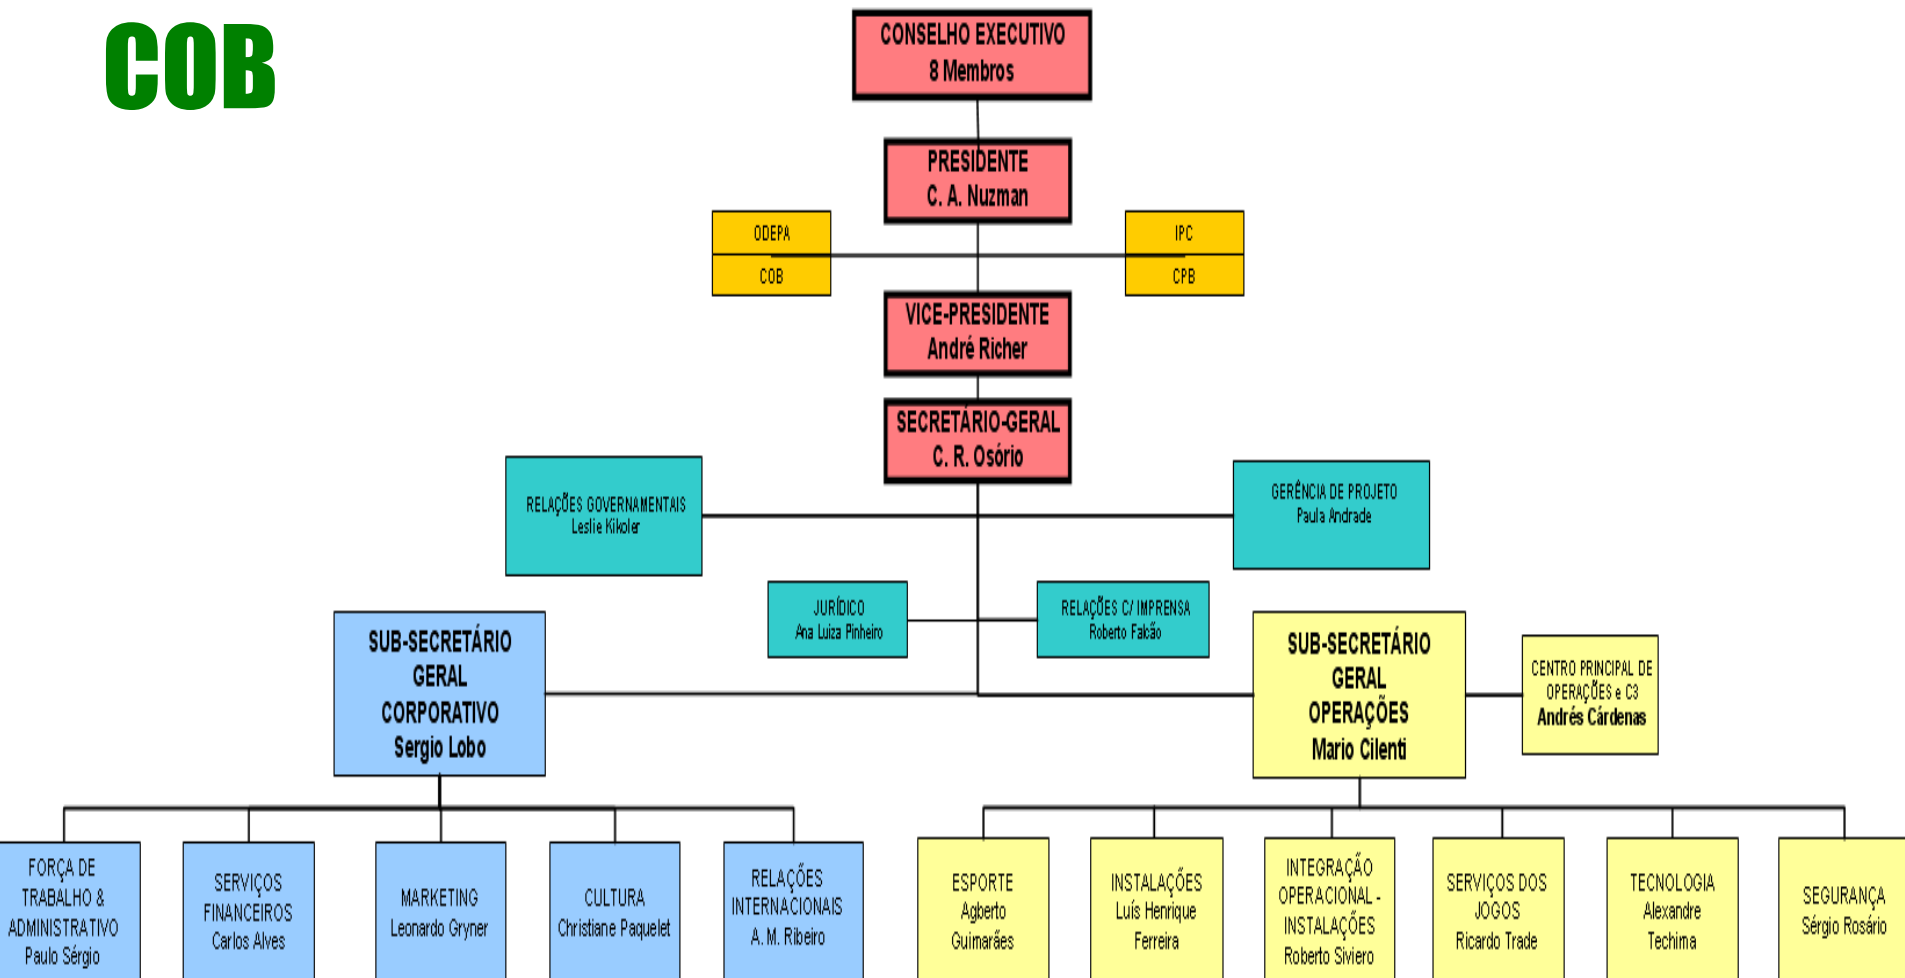 COB
CONSELHO EXECUTIVO
8 Membros
PRESIDENTE
C. A. Nuzman
ODEPA
COB
IPC
CPB
VICE-PRESIDENTE
André Richer
SECRETÁRIO-GERAL
C. R. Osório
RELAÇÕES GOVERNAMENTAIS
Leslie Kikoler
GERÊNCIA DE PROJETO
Paula Andrade
JURÍDICO
Ana Luiza Pinheiro
RELAÇÕES C/ IMPRENSA
Roberto Falcão
SUB-SECRETÁRIO
GERAL
CORPORATIVO
Sergio Lobo
SUB-SECRETÁRIO
GERAL
OPERAÇÕES
Mario Cilenti
CENTRO PRINCIPAL DE
OPERAÇÕES e C3
Andrés Cárdenas
FORÇA DE
TRABALHO &
ADMINISTRATIVO
Paulo Sérgio
SERVIÇOS
FINANCEIROS
Carlos Alves
MARKETING
Leonardo Gryner
CULTURA
Christiane Paquelet
RELAÇÕES
INTERNACIONAIS
A. M. Ribeiro
ESPORTE
Agberto
Guimarães
INSTALAÇÕES
Luís Henrique
Ferreira
INTEGRAÇÃO
OPERACIONAL -
INSTALAÇÕES
Roberto Siviero
SERVIÇOS DOS
JOGOS
Ricardo Trade
TECNOLOGIA
Alexandre
Techima
SEGURANÇA
Sérgio Rosário